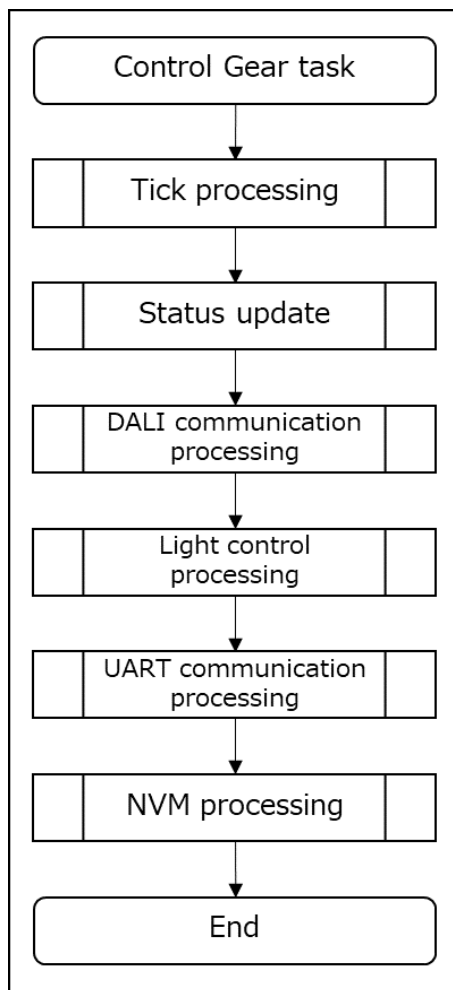 Control Gear task
Tick processing
Status update
DALI communication
processing
Light control
processing
UART communication
processing
NVM processing
End